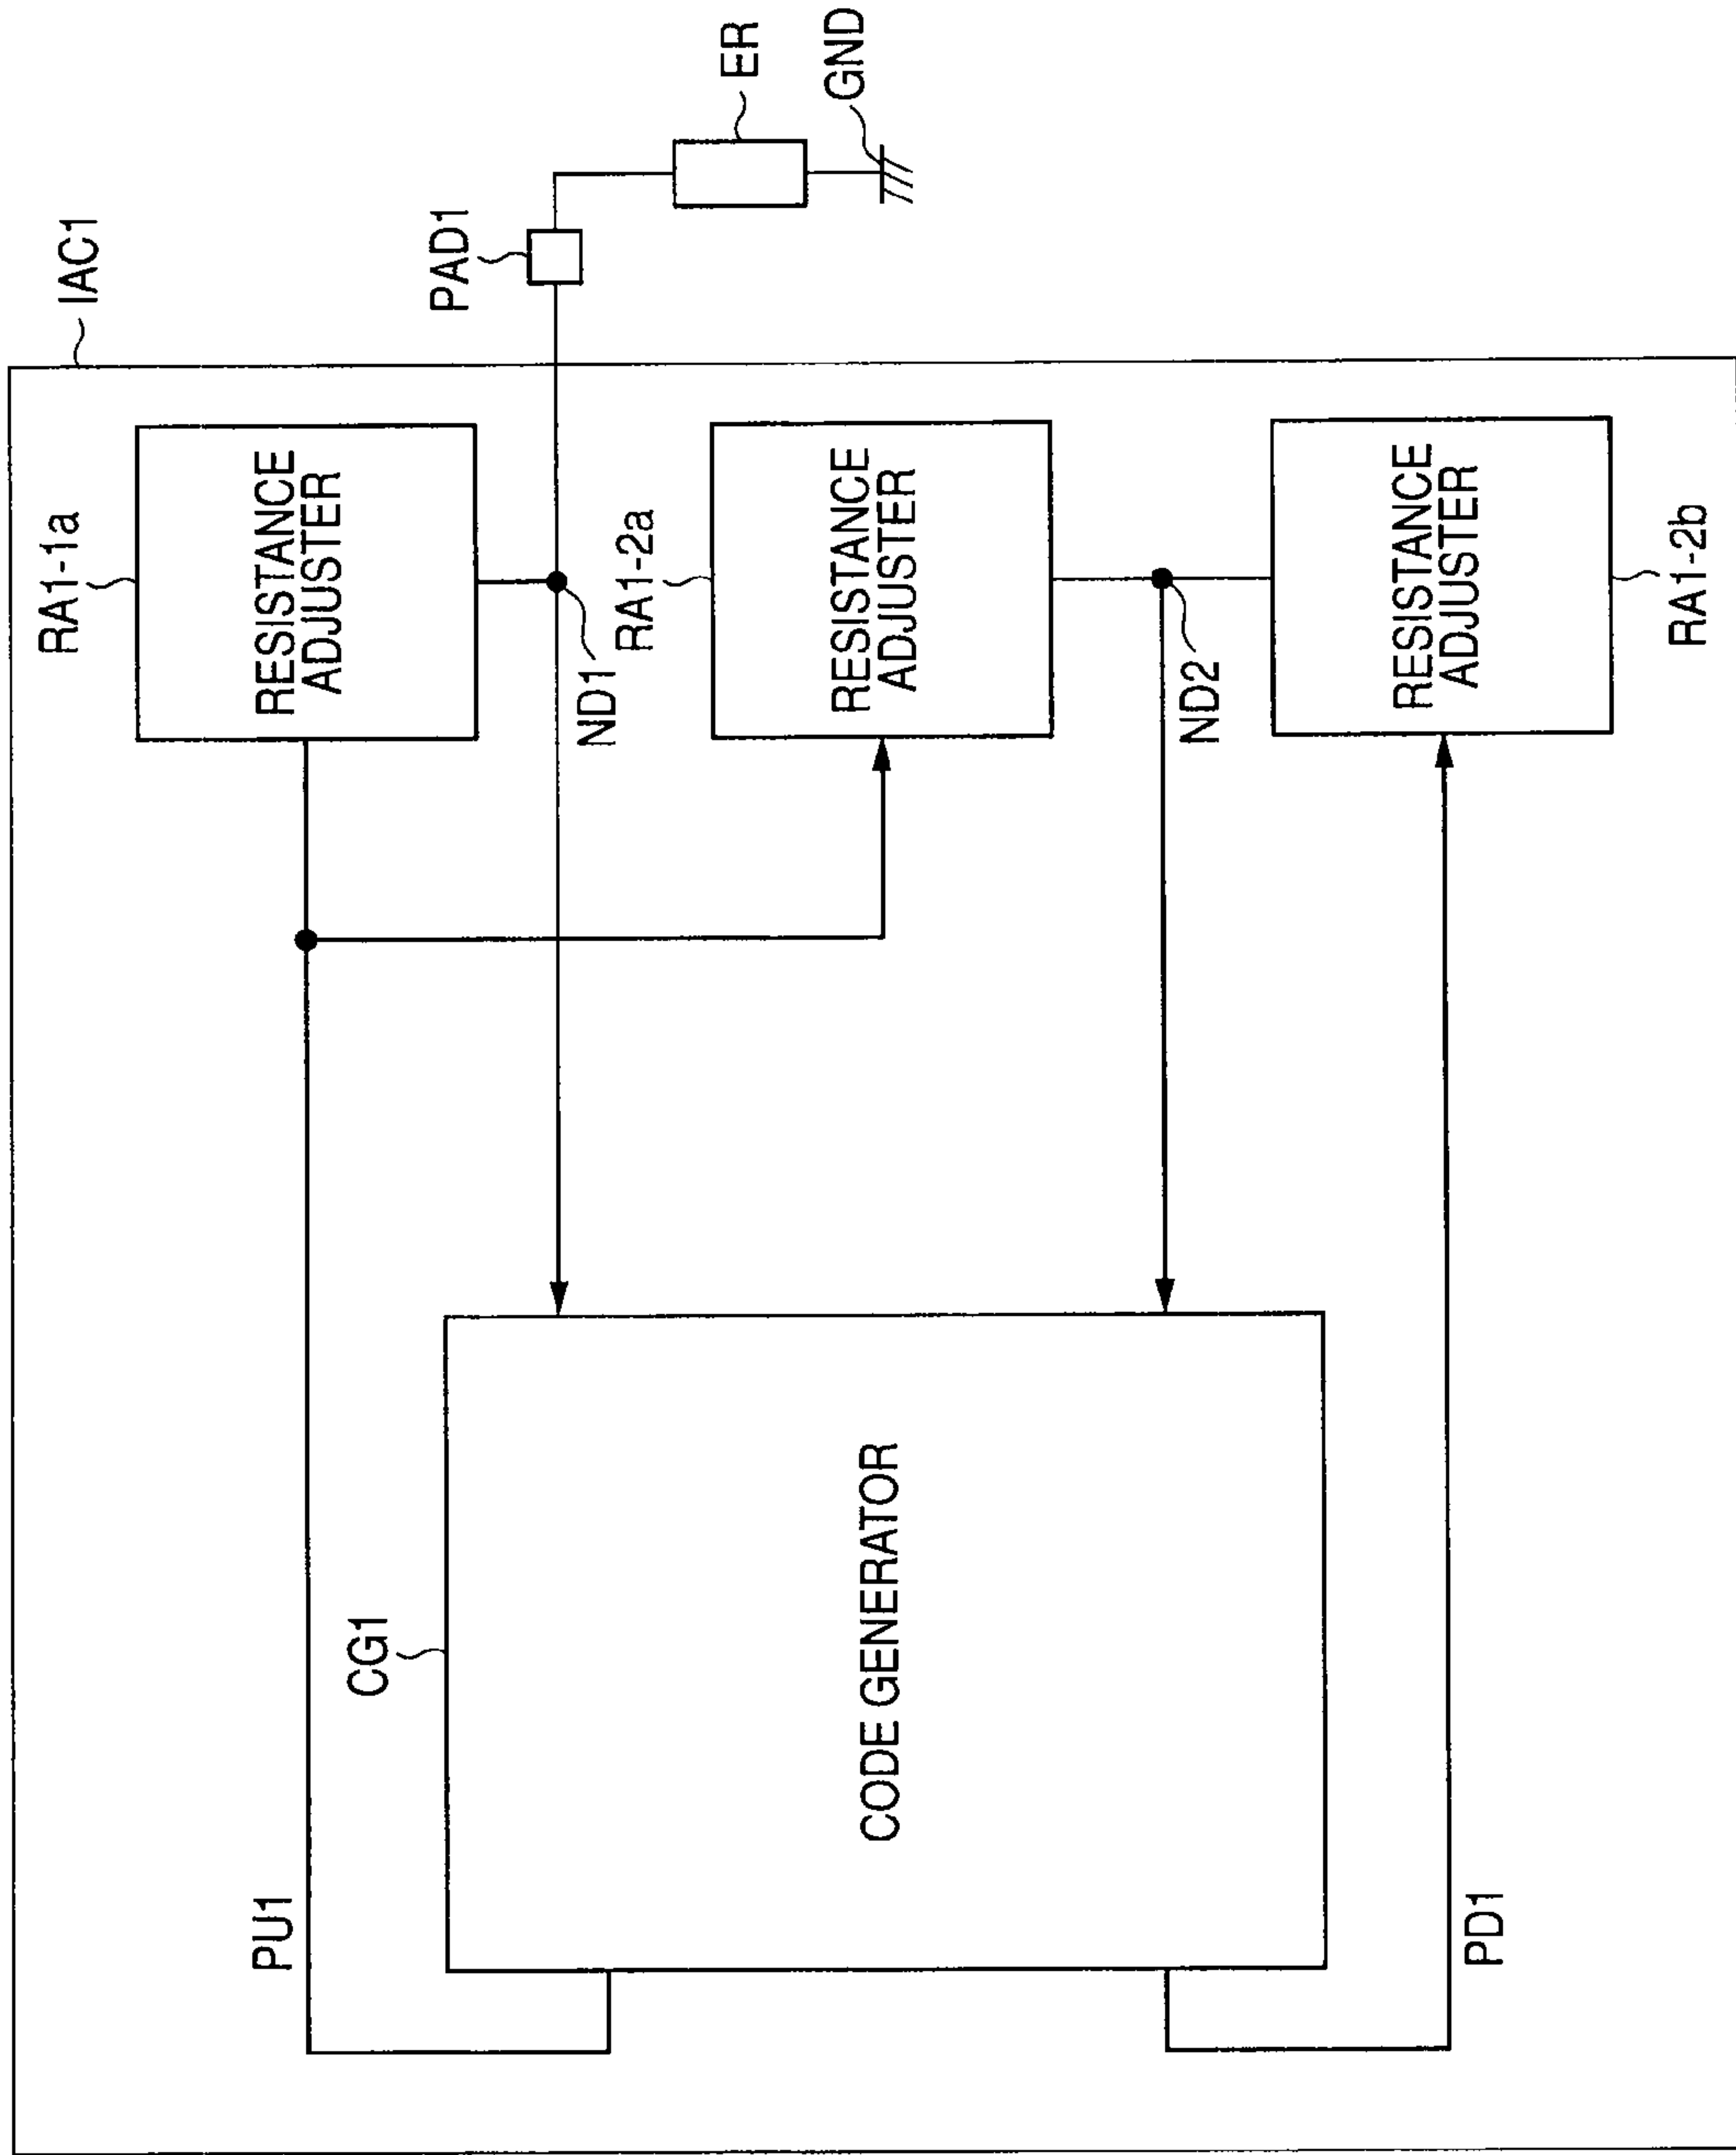 IAC1
RA1-1a
RESISTANCE
ADJUSTER
PAD1
ER
GND
ND1
RA1-2a
RESISTANCE
ADJUSTER
ND2
RESISTANCE
ADJUSTER
RA1-2b
CG1
CODE GENERATOR
PU1
PD1